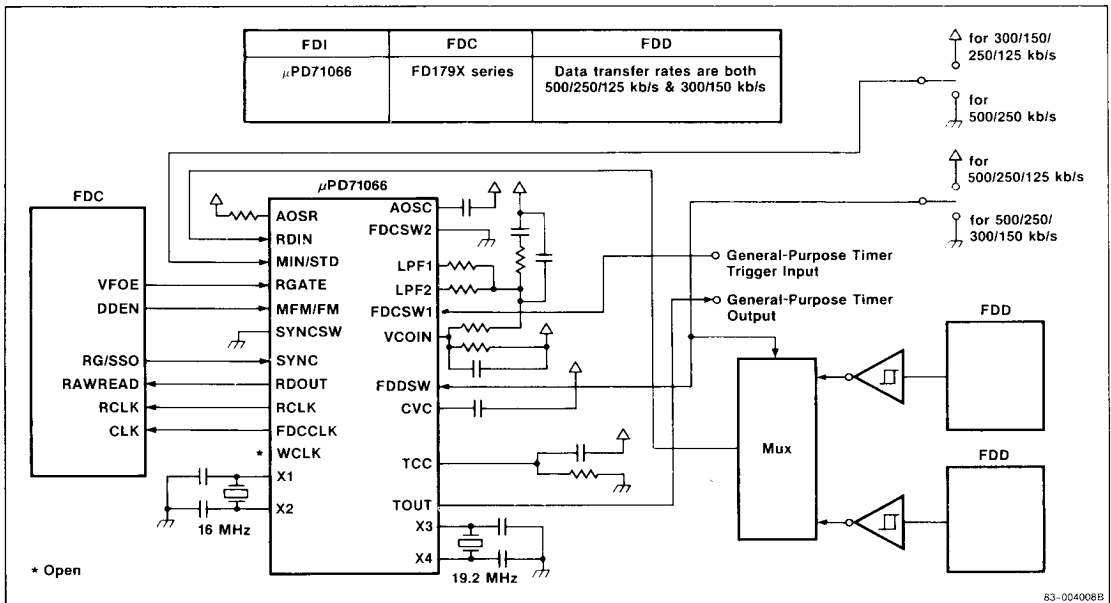 FDI
FDC
FDD
μPD71066
FD179X series
Data transfer rates are both
500/250/125 kb/s & 300/150 kb/s
for 300/150/
250/125 kb/s
for
500/250 kb/s
for
500/250/125 kb/s
for 500/250/
300/150 kb/s
FDC
VFOE
DDEN
RG/SSO
RAWREAD
RCLK
CLK
μPD71066
AOSR
RDIN
MIN/STD
RGATE
MFM/FM
SYNCSW
SYNC
RDOUT
RCLK
FDCCLK
* WCLK
X1
X2
16 MHz
AOSC
FDCSW2
LPF1
LPF2
FDCSW1
VCOIN
FDDSW
CVC
TCC
TOUT
X3
X4
19.2 MHz
General-Purpose Timer
Trigger Input
General-Purpose Timer
Output
Mux
FDD
FDD
* Open
83-004008B